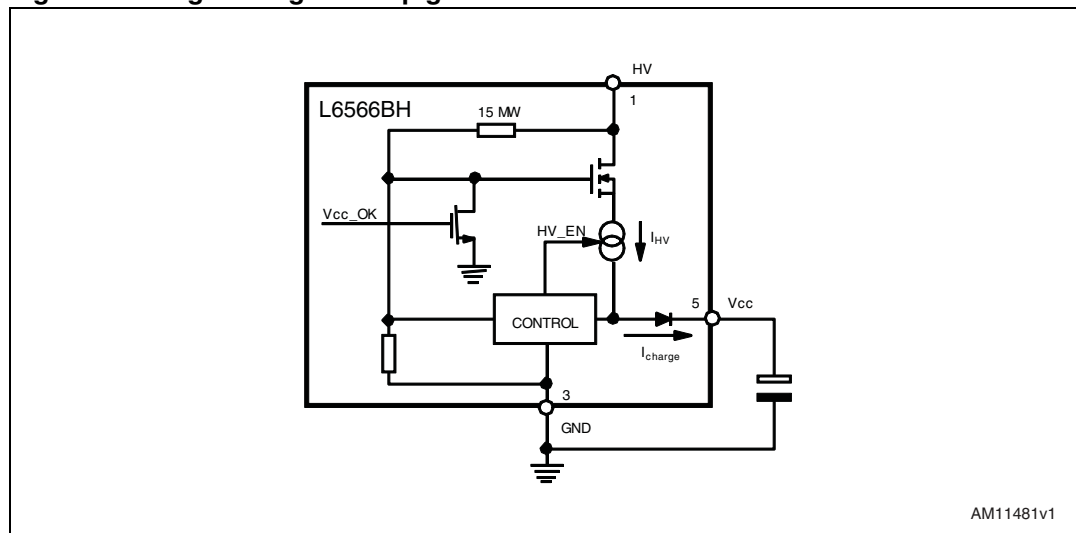 HV
1
L6566BH
15 MW
Vcc_OK
HV_EN
IHV
5
Vcc
CONTROL
Icharge
3
GND
AM11481v1